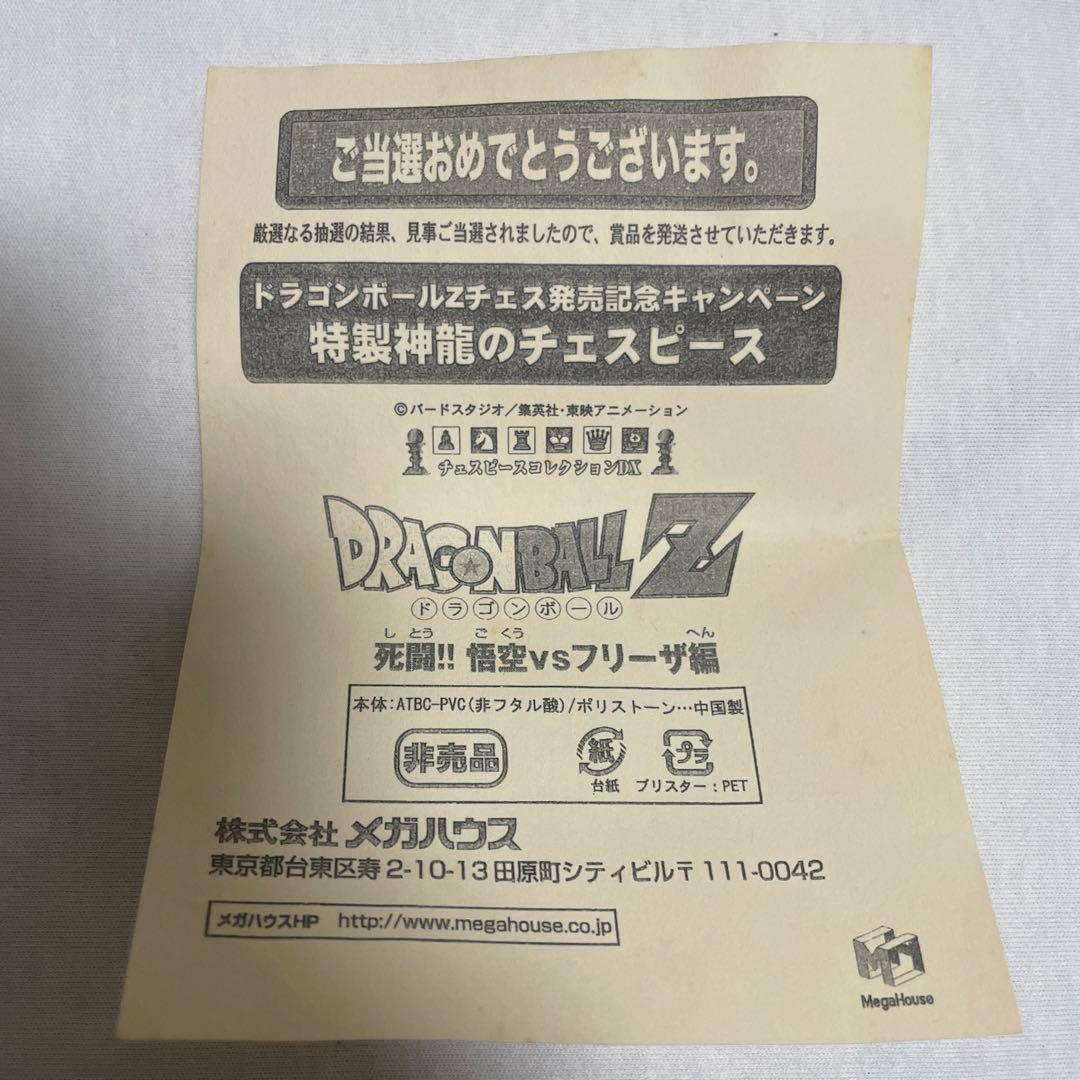 ご当選おめでとうございます。
厳選なる抽選の結果、見事ご当選されましたので、賞品を発送させていただきます。
ドラゴンボールZチェス発売記念キャンペーン
特製神龍のチェスピース
©バードスタジオ／集英社・東映アニメーション
チェスピースコレクションDX
DRAGONBALL Z
ドラゴンボール
しとう ごくう へん
死闘!! 悟空vsフリーザ編
本体:ATBC-PVC(非フタル酸)/ポリストーン…中国製
非売品
紙 プラ
台紙 ブリスター：PET
株式会社 メガハウス
東京都台東区寿2-10-13田原町シティビル〒111-0042
メガハウスHP http://www.megahouse.co.jp
MegaHouse